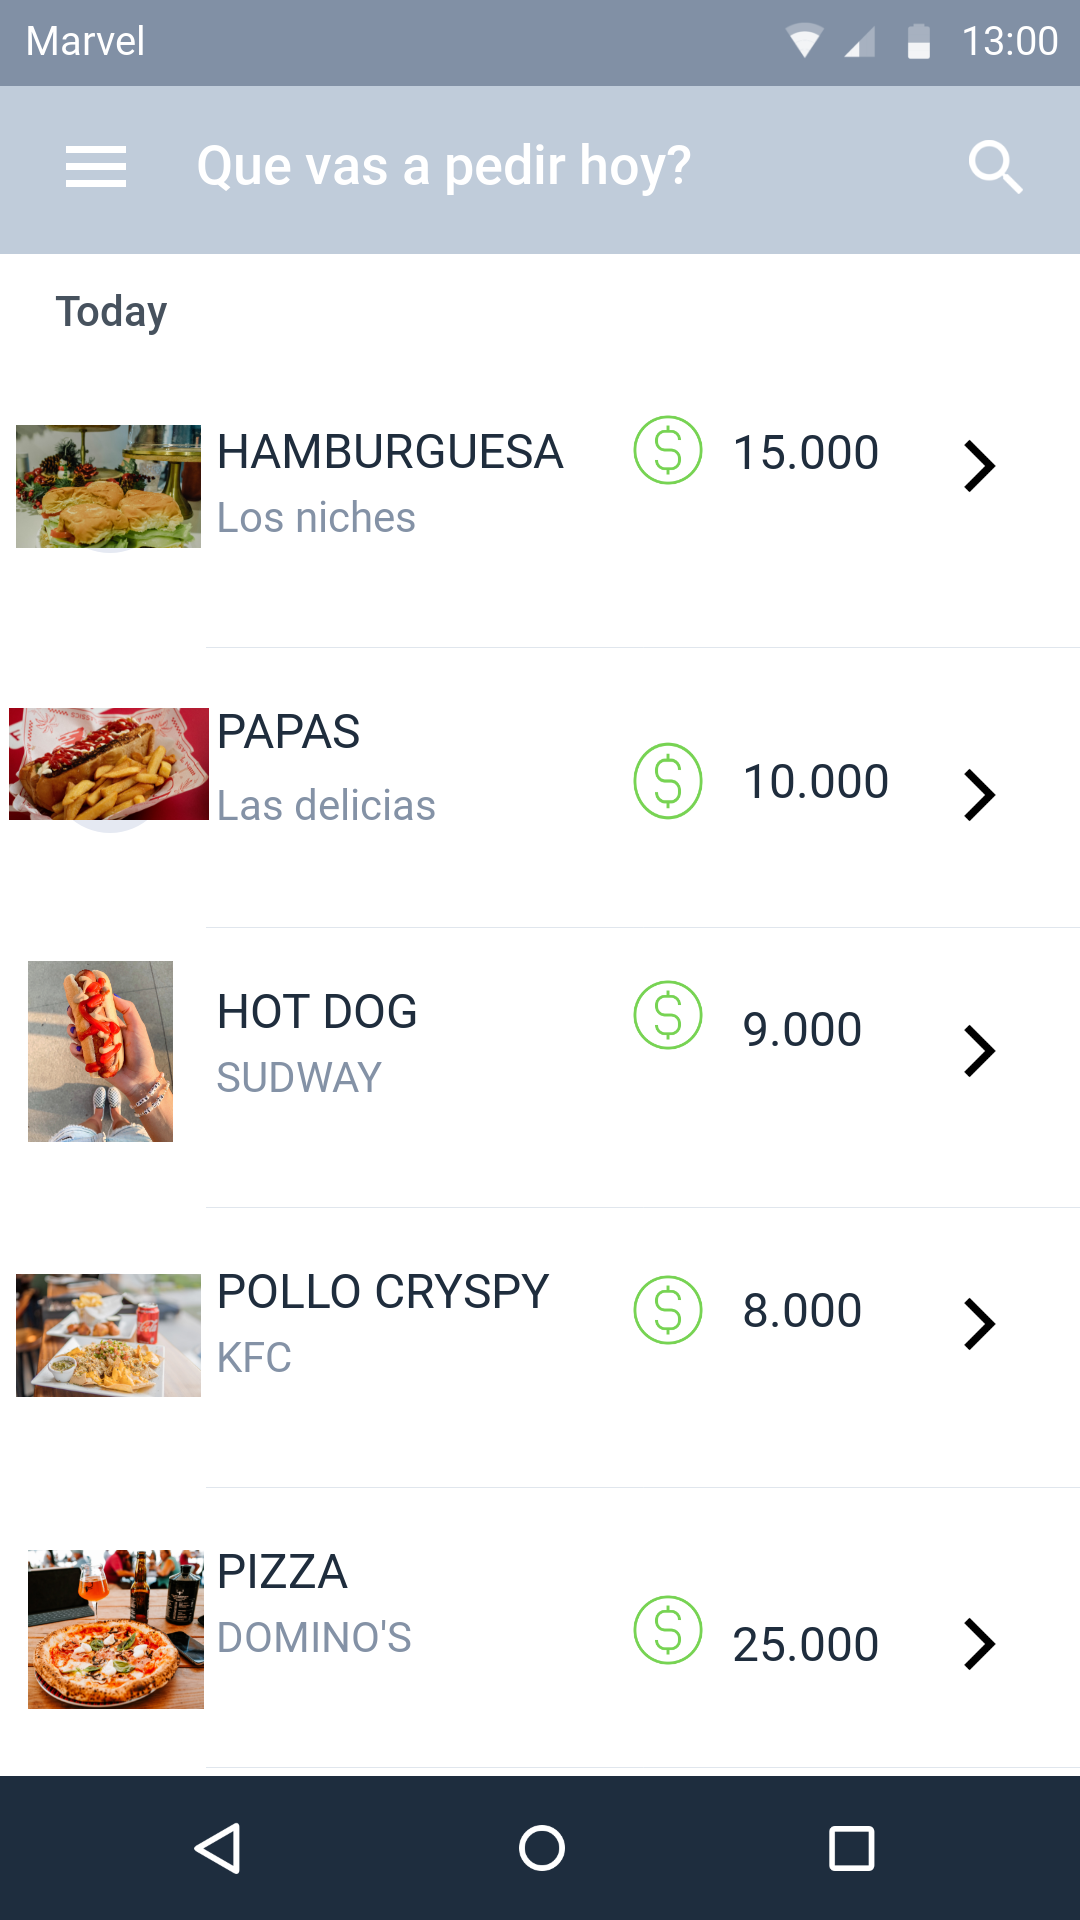 Marvel 13:00
Que vas a pedir hoy?
Today
HAMBURGUESA $ 15.000
Los niches
PAPAS
$ 10.000
Las delicias
HOT DOG $ 9.000
SUDWAY
POLLO CRYSPY $ 8.000
KFC
PIZZA
DOMINO'S $ 25.000